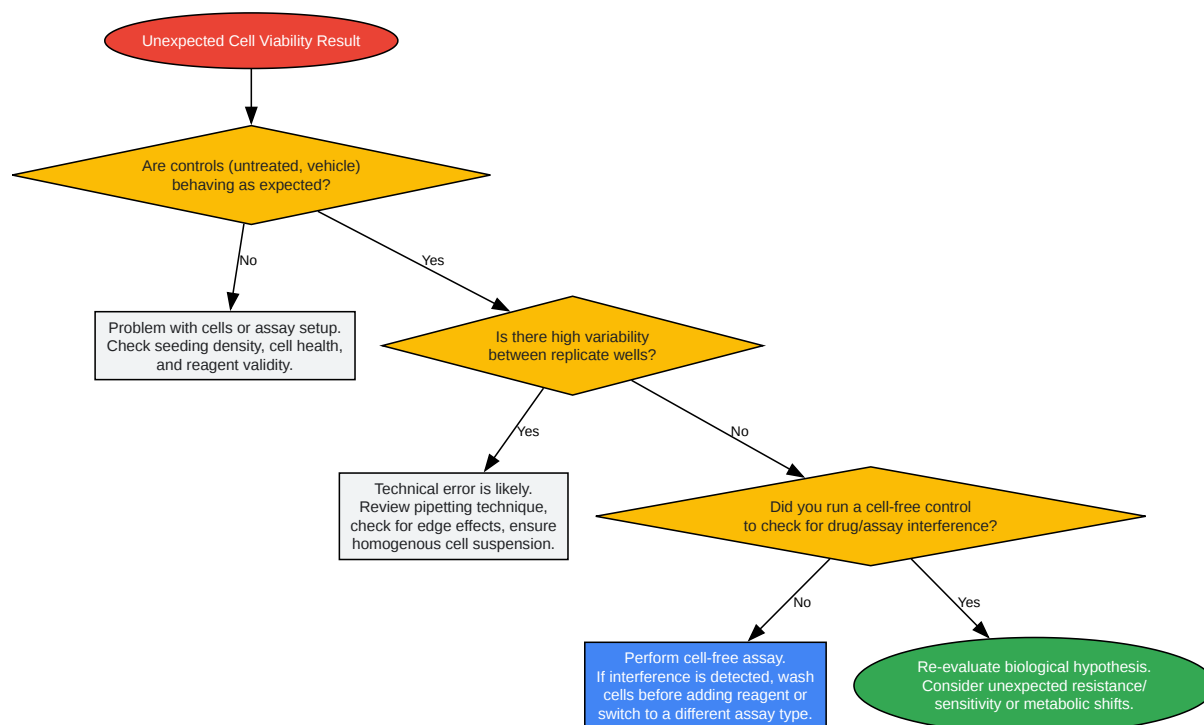 Unexpected Cell Viability Result
Are controls (untreated, vehicle)
behaving as expected?
No
Yes
Problem with cells or assay setup.
Check seeding density, cell health,
and reagent validity.
Is there high variability
between replicate wells?
Yes
No
Technical error is likely.
Review pipetting technique,
check for edge effects, ensure
homogenous cell suspension.
Did you run a cell-free control
to check for drug/assay interference?
No
Yes
Perform cell-free assay.
If interference is detected, wash
cells before adding reagent or
switch to a different assay type.
Re-evaluate biological hypothesis.
Consider unexpected resistance/
sensitivity or metabolic shifts.